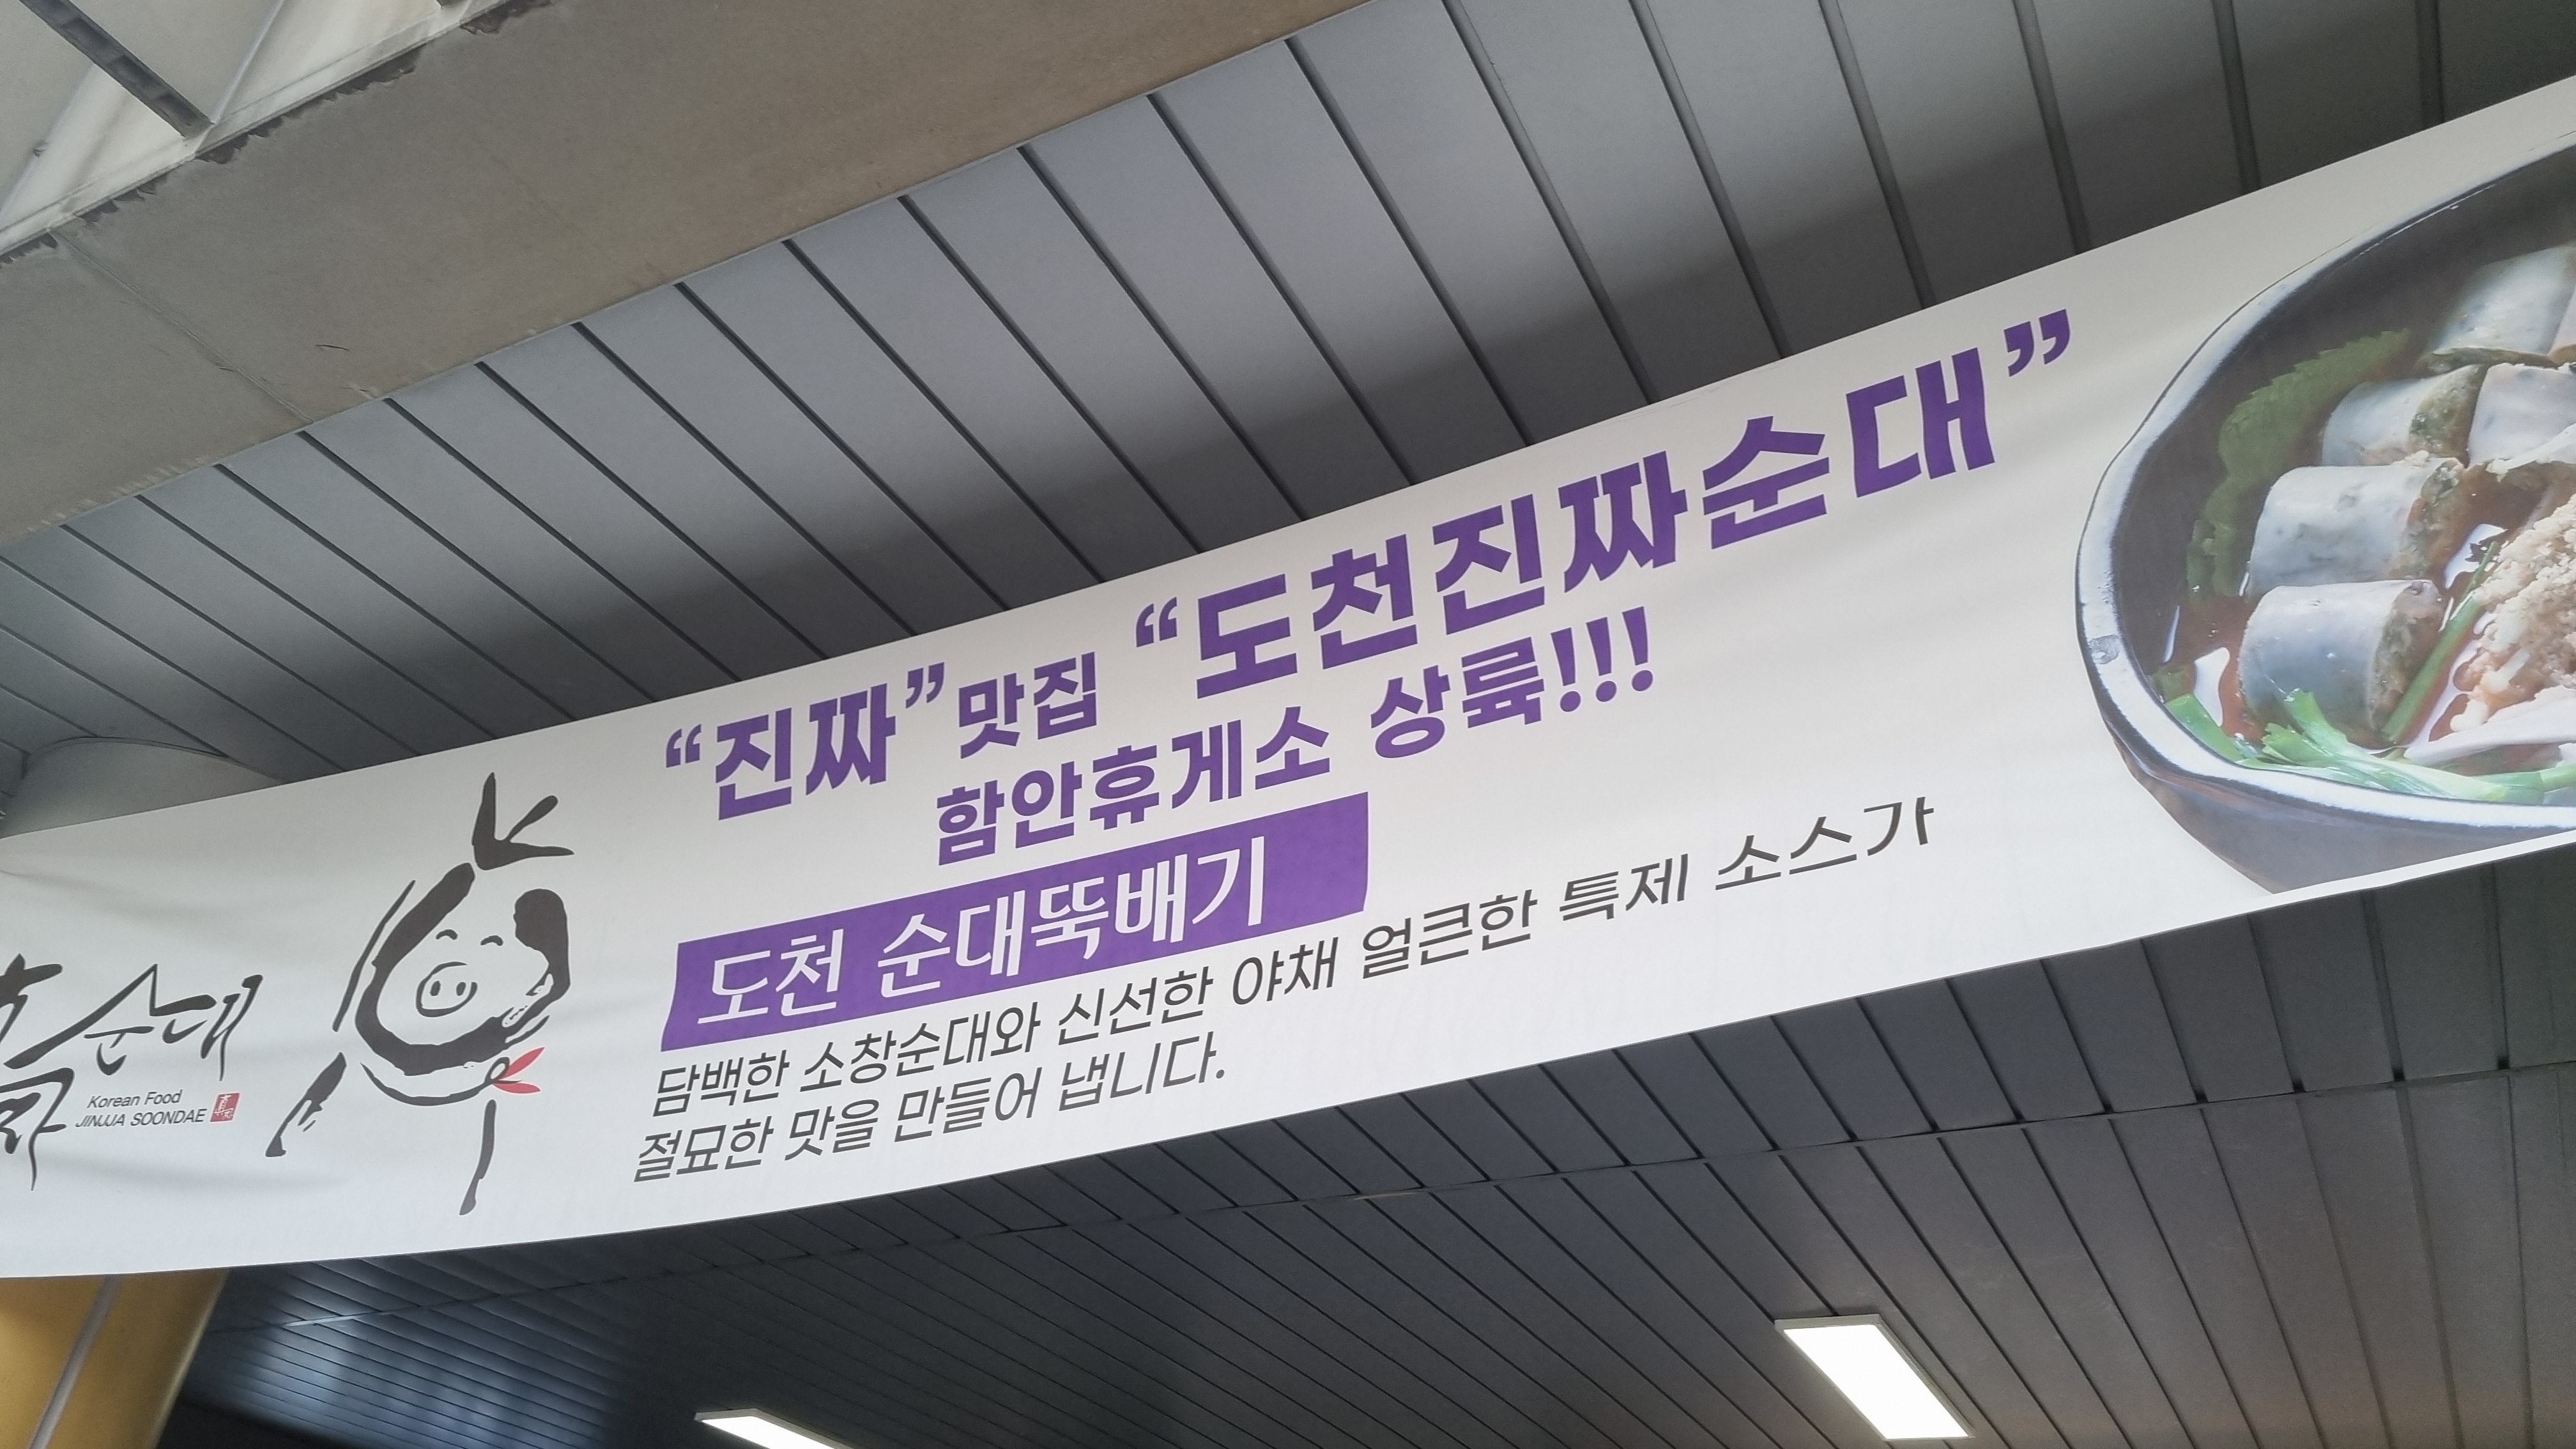 “진짜”맛집 “도천진짜순대”
함안휴게소 상륙!!!
도천 순대뚝배기
담백한 소창순대와 신선한 야채 얼큰한 특제 소스가
절묘한 맛을 만들어 냅니다.
순대
Korean Food
JINJJA SOONDAE